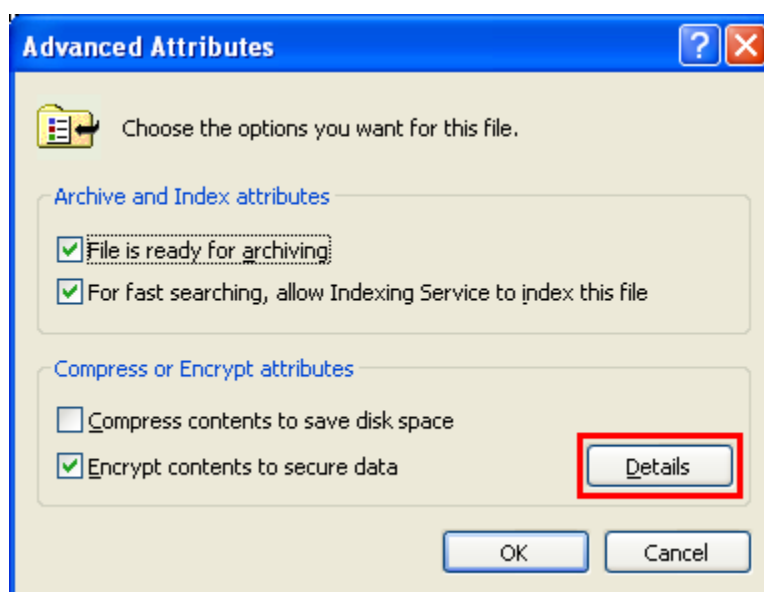 Advanced Attributes
Choose the options you want for this file.
Archive and Index attributes
File is ready for archiving
For fast searching, allow Indexing Service to index this file
Compress or Encrypt attributes
Compress contents to save disk space
Encrypt contents to secure data
Details
OK
Cancel